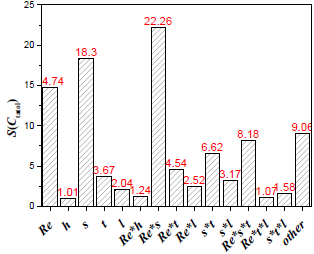 25
20
15
10
5
0
S(C_total)
4.74
1.01
18.3
3.67
2.04
1.24
22.26
4.54
2.52
6.62
3.17
8.18
1.07
1.58
9.06
Re
h
s
t
l
Re*h
Re*s
Re*t
Re*l
s*t
s*l
Re*s*t
Re*t*l
s*t*l
other